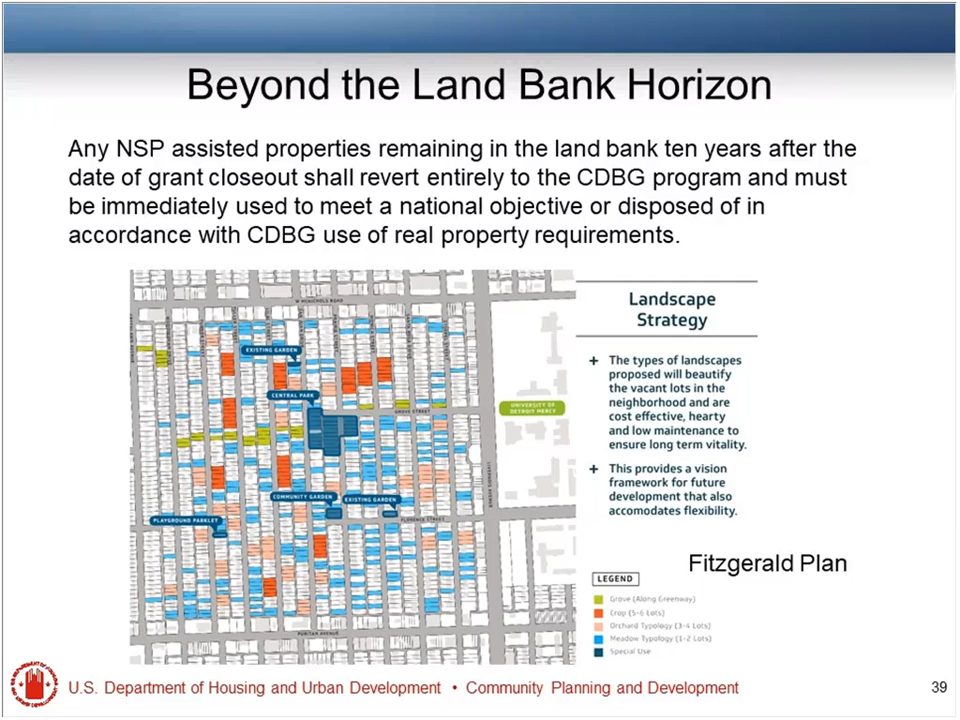 Beyond the Land Bank Horizon
Any NSP assisted properties remaining in the land bank ten years after the
date of grant closeout shall revert entirely to the CDBG program and must
be immediately used to meet a national objective or disposed of in
accordance with CDBG use of real property requirements.
W MCNICHOLS ROAD
EXISTING GARDEN
CENTRAL PARK
GROVE STREET
UNIVERSITY OF
DETROIT MERCY
COMMUNITY GARDEN
EXISTING GARDEN
PLAYGROUND PARKLET
FLORENCE STREET
PURITAN AVENUE
Landscape
Strategy
+ The types of landscapes
proposed will beautify
the vacant lots in the
neighborhood and are
cost effective, hearty
and low maintenance to
ensure long term vitality.
+ This provides a vision
framework for future
development that also
accomodates flexibility.
Fitzgerald Plan
LEGEND
Grove (Along Greenway)
Crop (5-6 Lots)
Orchard Typology (3-4 Lots)
Meadow Typology (1-2 Lots)
Special Use
U.S. Department of Housing and Urban Development • Community Planning and Development
39